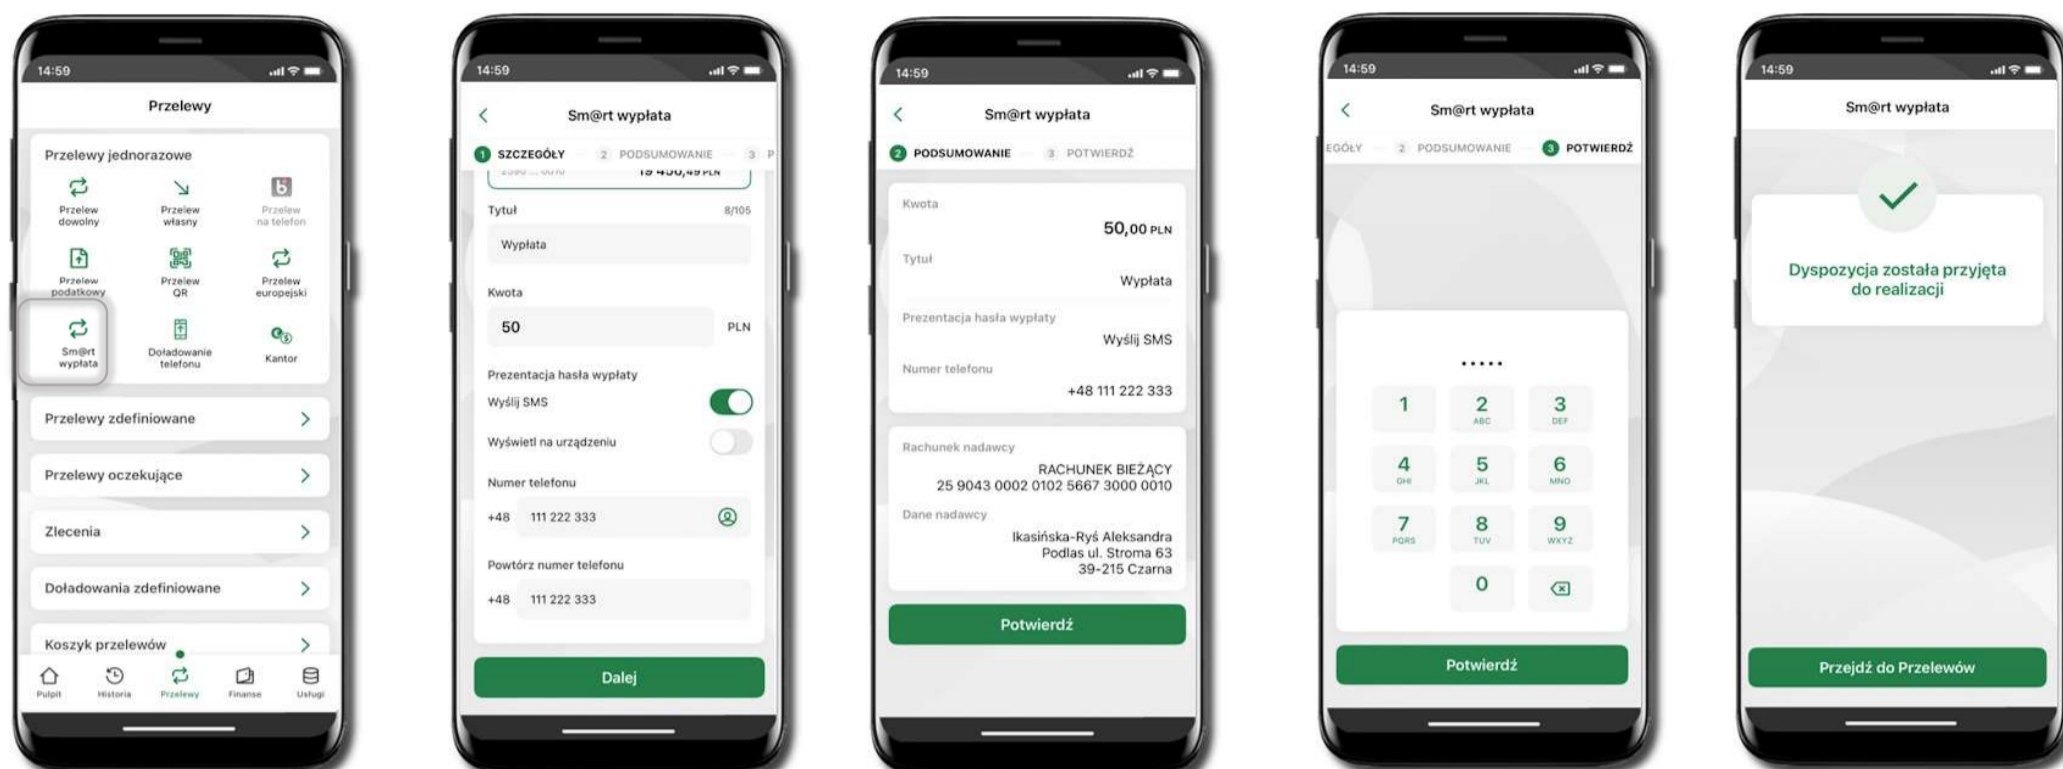 14:59
Przelewy
Przelewy jednorazowe
Przelew
dowolny
Przelew
własny
Przelew
na telefon
Przelew
podatkowy
Przelew
QR
Przelew
europejski
Sm@rt
wypłata
Doładowanie
telefonu
Kantor
Przelewy zdefiniowane
Przelewy oczekujące
Zlecenia
Doładowania zdefiniowane
Koszyk przelewów
Pulpit
Historia
Przelewy
Finanse
Usługi
14:59
Sm@rt wypłata
1 SZCZEGÓŁY 2 PODSUMOWANIE 3 P
19 456,49 PLN
Tytuł 8/105
Wypłata
Kwota
50 PLN
Prezentacja hasła wypłaty
Wyślij SMS
Wyświetl na urządzeniu
Numer telefonu
+48 111 222 333
Powtórz numer telefonu
+48 111 222 333
Dalej
14:59
Sm@rt wypłata
2 PODSUMOWANIE 3 POTWIERDŹ
Kwota
50,00 PLN
Tytuł
Wypłata
Prezentacja hasła wypłaty
Wyślij SMS
Numer telefonu
+48 111 222 333
Rachunek nadawcy
RACHUNEK BIEŻĄCY
25 9043 0002 0102 5667 3000 0010
Dane nadawcy
Ikasińska-Ryś Aleksandra
Podlas ul. Stroma 63
39-215 Czarna
Potwierdź
14:59
Sm@rt wypłata
EGÓŁY 2 PODSUMOWANIE 3 POTWIERDŹ
1
2 ABC
3 DEF
4 GHI
5 JKL
6 MNO
7 PQRS
8 TUV
9 WXYZ
0
Potwierdź
14:59
Sm@rt wypłata
Dyspozycja została przyjęta
do realizacji
Przejdź do Przelewów